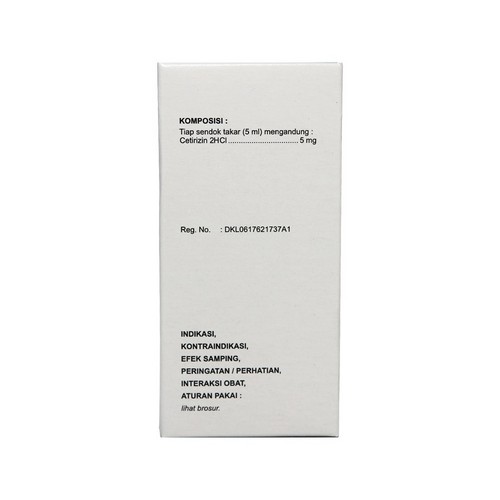 KOMPOSISI :
Tiap sendok takar (5 ml) mengandung :
Cetirizin 2HCl ................................. 5 mg
Reg. No. : DKL0617621737A1
INDIKASI,
KONTRAINDIKASI,
EFEK SAMPING,
PERINGATAN / PERHATIAN,
INTERAKSI OBAT,
ATURAN PAKAI :
lihat brosur.